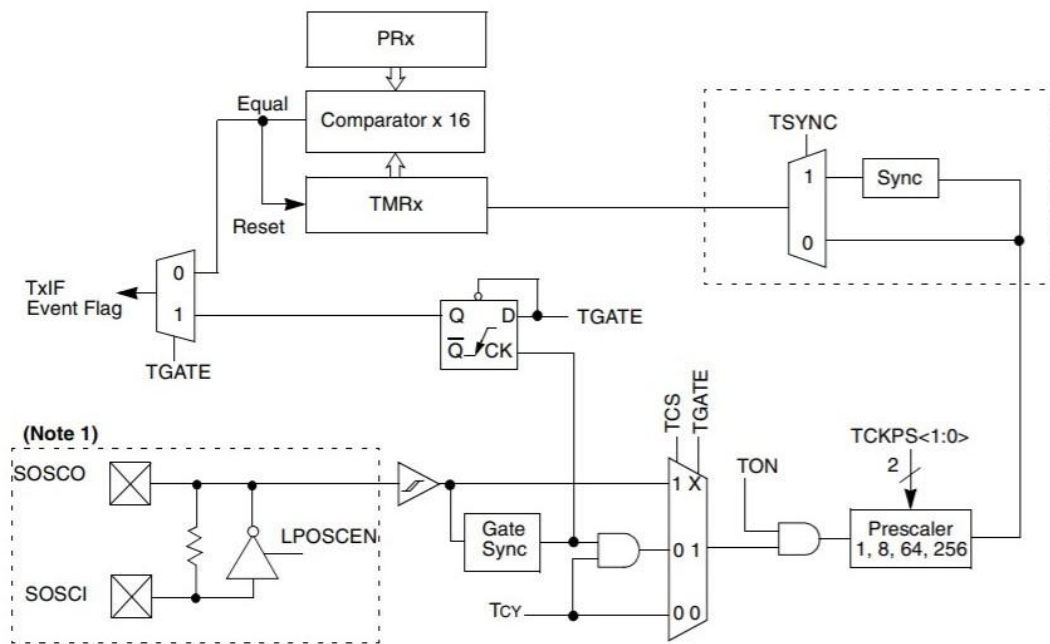 PRx
Equal
Comparator x 16
TSYNC
1
Sync
TMRx
Reset
0
0
TxIF
Event Flag
1
Q
D
TGATE
Q
CK
TGATE
TCS
TGATE
(Note 1)
TCKPS<1:0>
SOSCO
2
TON
1 X
Gate
Sync
Prescaler
1, 8, 64, 256
LPOSCEN
0 1
SOSCI
TCY
0 0